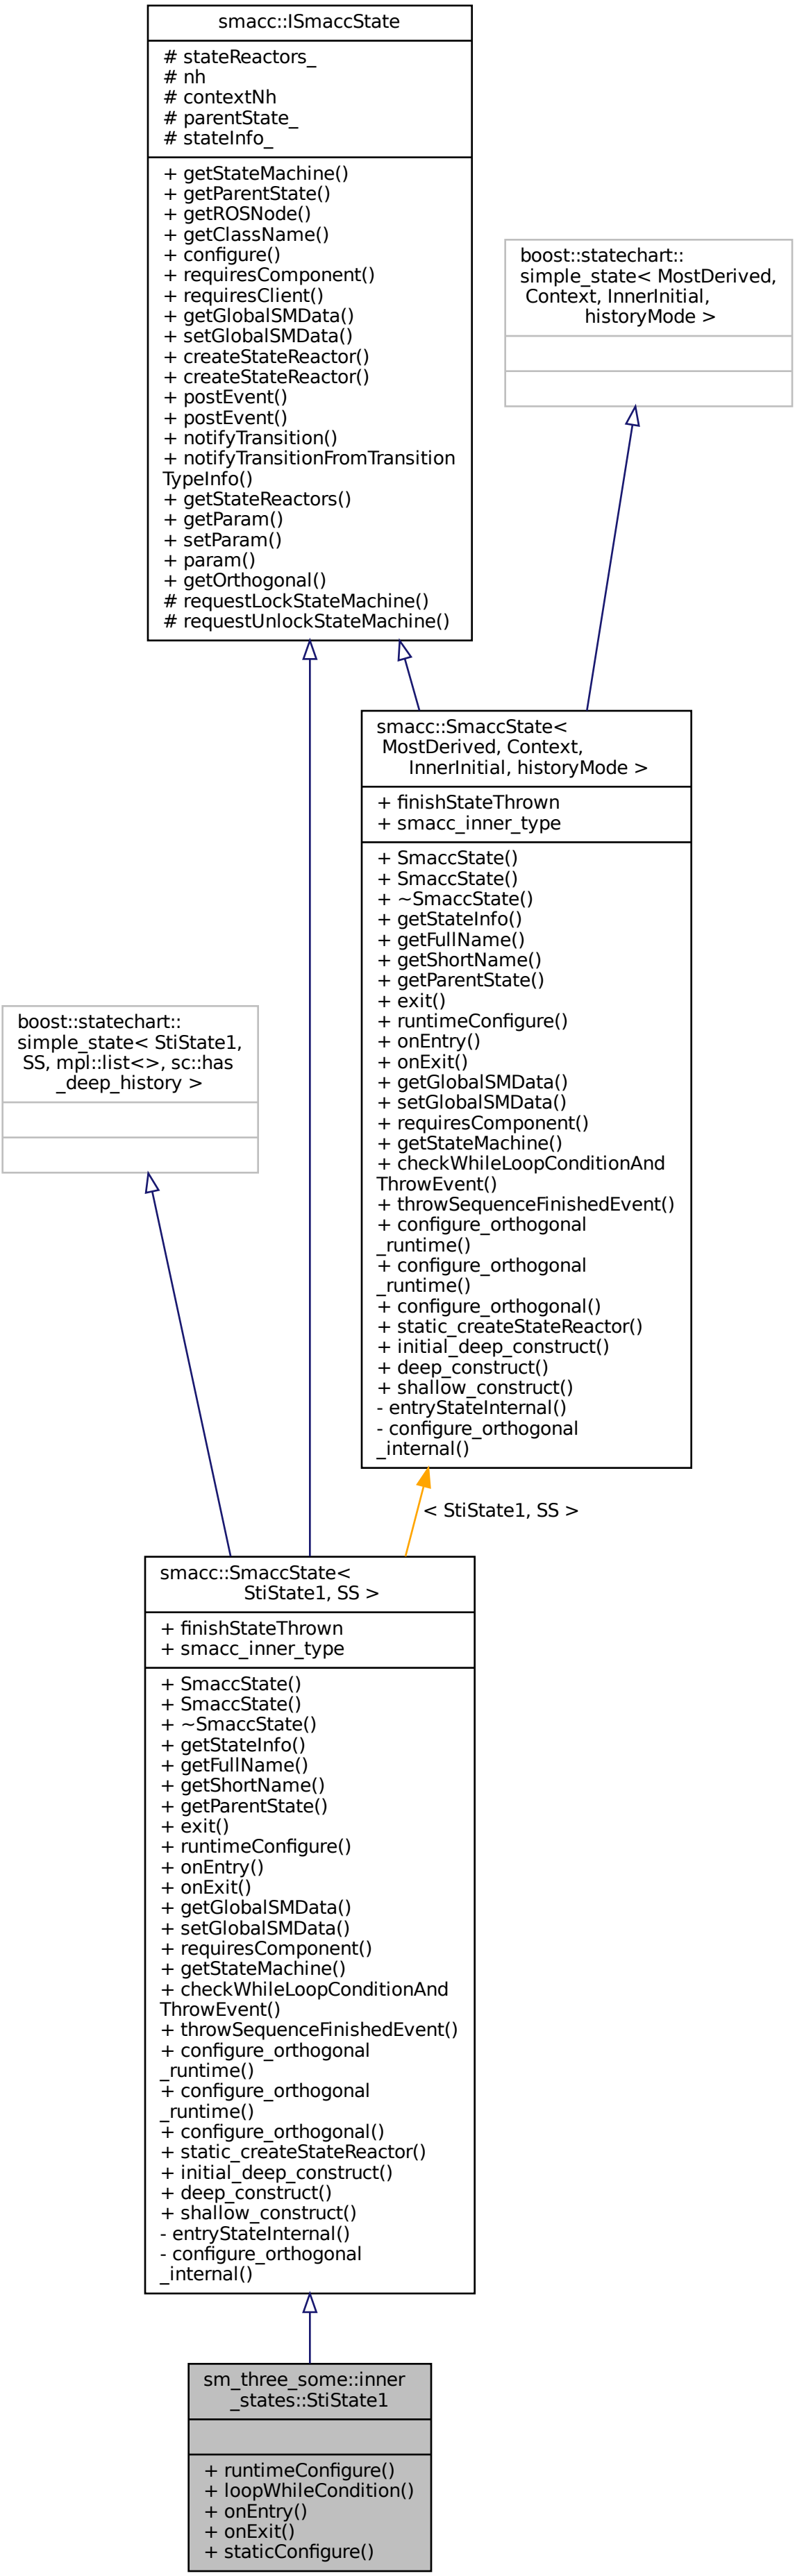 smacc::ISmaccState
# stateReactors_
# nh
# contextNh
# parentState_
# stateInfo_
+ getStateMachine()
+ getParentState()
+ getROSNode()
+ getClassName()
+ configure()
+ requiresComponent()
+ requiresClient()
+ getGlobalSMData()
+ setGlobalSMData()
+ createStateReactor()
+ createStateReactor()
+ postEvent()
+ postEvent()
+ notifyTransition()
+ notifyTransitionFromTransition
TypeInfo()
+ getStateReactors()
+ getParam()
+ setParam()
+ param()
+ getOrthogonal()
# requestLockStateMachine()
# requestUnlockStateMachine()
boost::statechart::
simple_state< MostDerived,
Context, InnerInitial,
historyMode >
smacc::SmaccState<
MostDerived, Context,
InnerInitial, historyMode >
+ finishStateThrown
+ smacc_inner_type
+ SmaccState()
+ SmaccState()
+ ~SmaccState()
+ getStateInfo()
+ getFullName()
+ getShortName()
+ getParentState()
+ exit()
+ runtimeConfigure()
+ onEntry()
+ onExit()
+ getGlobalSMData()
+ setGlobalSMData()
+ requiresComponent()
+ getStateMachine()
+ checkWhileLoopConditionAnd
ThrowEvent()
+ throwSequenceFinishedEvent()
+ configure_orthogonal
_runtime()
+ configure_orthogonal
_runtime()
+ configure_orthogonal()
+ static_createStateReactor()
+ initial_deep_construct()
+ deep_construct()
+ shallow_construct()
- entryStateInternal()
- configure_orthogonal
_internal()
boost::statechart::
simple_state< StiState1,
SS, mpl::list<>, sc::has
_deep_history >
< StiState1, SS >
smacc::SmaccState<
StiState1, SS >
+ finishStateThrown
+ smacc_inner_type
+ SmaccState()
+ SmaccState()
+ ~SmaccState()
+ getStateInfo()
+ getFullName()
+ getShortName()
+ getParentState()
+ exit()
+ runtimeConfigure()
+ onEntry()
+ onExit()
+ getGlobalSMData()
+ setGlobalSMData()
+ requiresComponent()
+ getStateMachine()
+ checkWhileLoopConditionAnd
ThrowEvent()
+ throwSequenceFinishedEvent()
+ configure_orthogonal
_runtime()
+ configure_orthogonal
_runtime()
+ configure_orthogonal()
+ static_createStateReactor()
+ initial_deep_construct()
+ deep_construct()
+ shallow_construct()
- entryStateInternal()
- configure_orthogonal
_internal()
sm_three_some::inner
_states::StiState1
+ runtimeConfigure()
+ loopWhileCondition()
+ onEntry()
+ onExit()
+ staticConfigure()